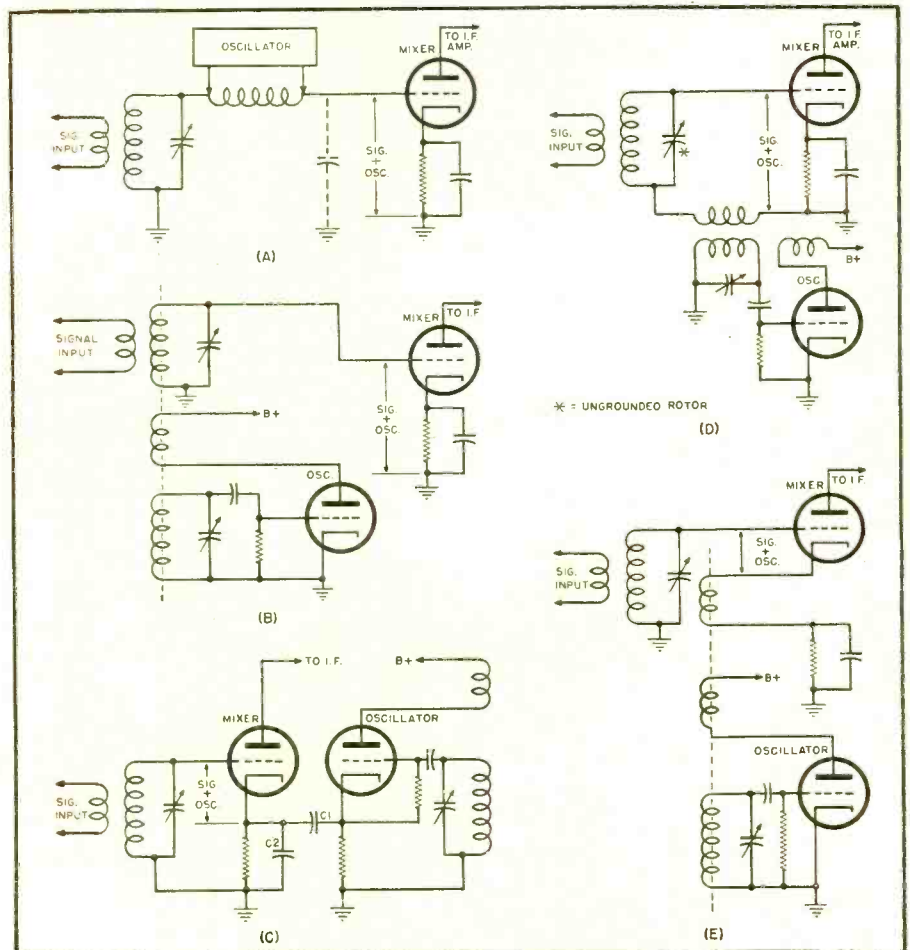 OSCILLATOR
MIXER
TO I.F.
AMP.
SIG.
INPUT
SIG.
+
OSC.
(A)
MIXER
TO I.F.
AMP.
SIG.
INPUT
*
SIG.
+
OSC.
B+
OSC.
* = UNGROUNDED ROTOR
(D)
SIGNAL
INPUT
MIXER
TO I.F.
SIG.
+
OSC.
B+
OSC.
(B)
MIXER
TO I.F.
SIG.
INPUT
SIG.
+
OSC.
B+
OSCILLATOR
(E)
TO I.F.
B+
MIXER
OSCILLATOR
SIG.
INPUT
SIG
+
OSC.
C1
C2
(C)